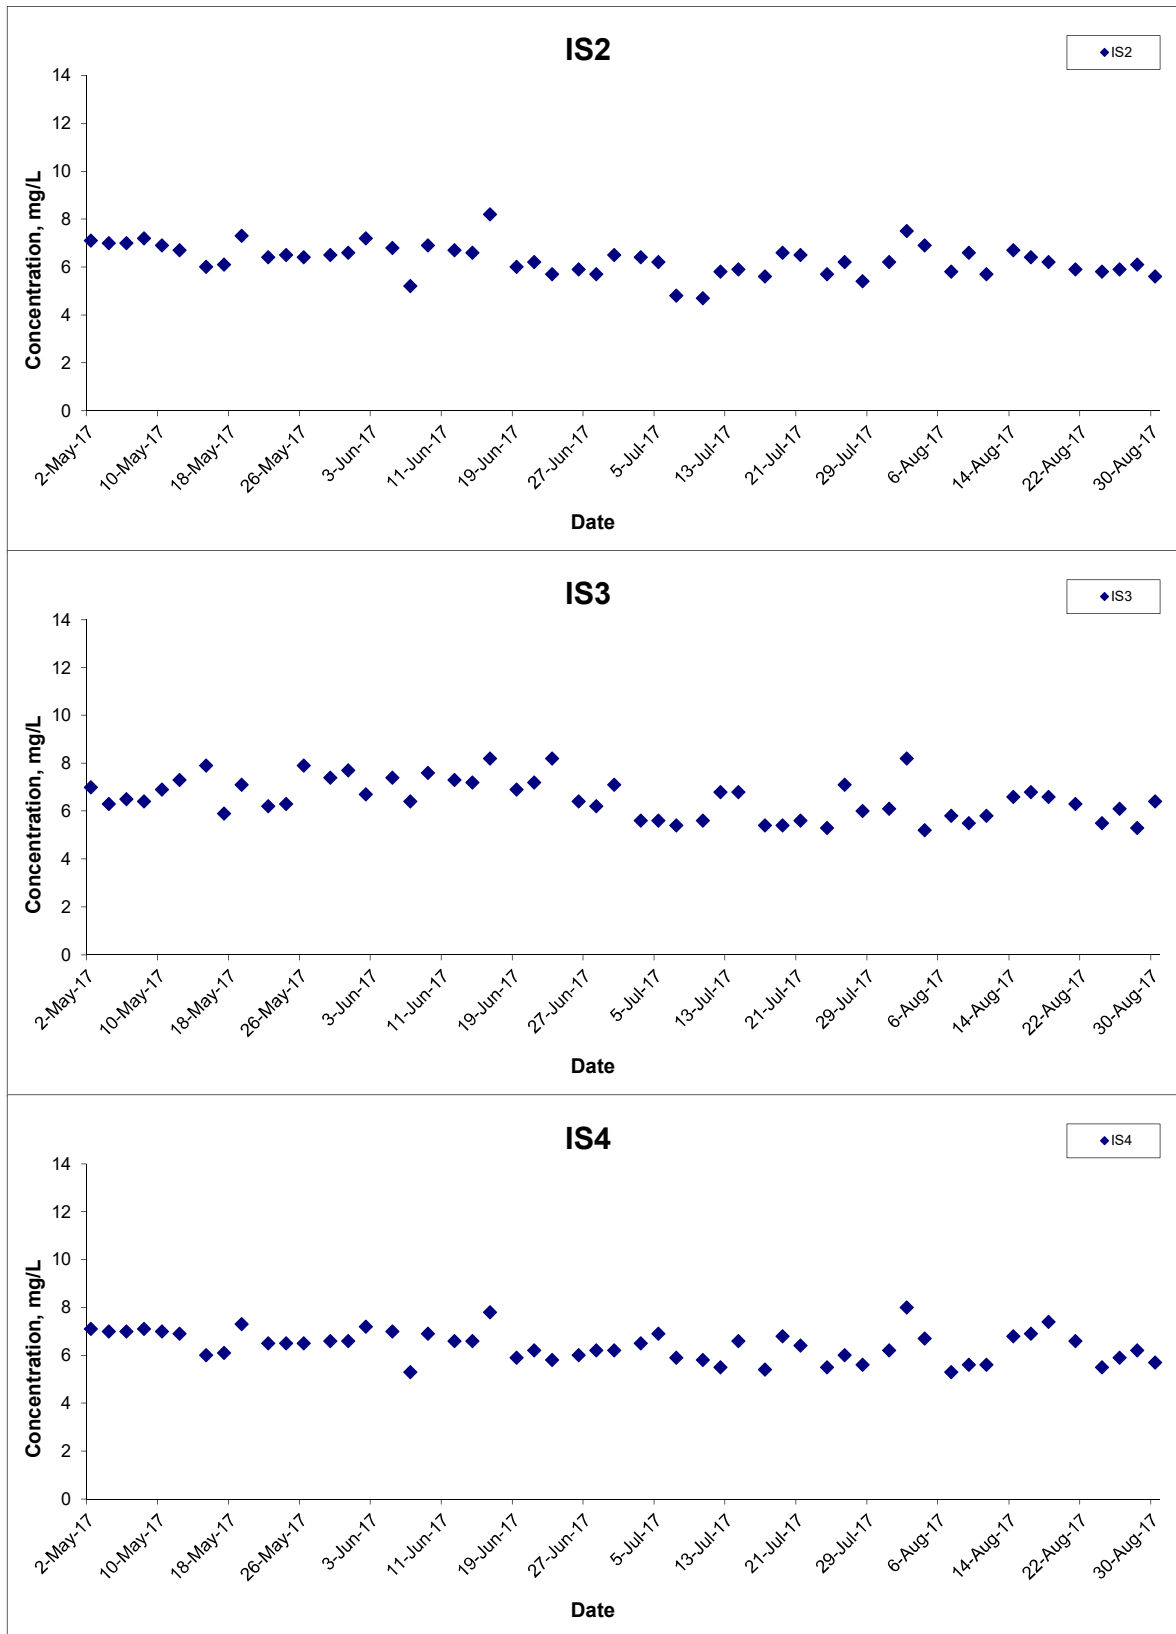 IS2
IS2
14
12
10
8
6
4
2
0
Concentration, mg/L
2-May-17
10-May-17
18-May-17
26-May-17
3-Jun-17
11-Jun-17
19-Jun-17
27-Jun-17
5-Jul-17
13-Jul-17
21-Jul-17
29-Jul-17
6-Aug-17
14-Aug-17
22-Aug-17
30-Aug-17
Date
IS3
IS3
14
12
10
8
6
4
2
0
Concentration, mg/L
2-May-17
10-May-17
18-May-17
26-May-17
3-Jun-17
11-Jun-17
19-Jun-17
27-Jun-17
5-Jul-17
13-Jul-17
21-Jul-17
29-Jul-17
6-Aug-17
14-Aug-17
22-Aug-17
30-Aug-17
Date
IS4
IS4
14
12
10
8
6
4
2
0
Concentration, mg/L
2-May-17
10-May-17
18-May-17
26-May-17
3-Jun-17
11-Jun-17
19-Jun-17
27-Jun-17
5-Jul-17
13-Jul-17
21-Jul-17
29-Jul-17
6-Aug-17
14-Aug-17
22-Aug-17
30-Aug-17
Date